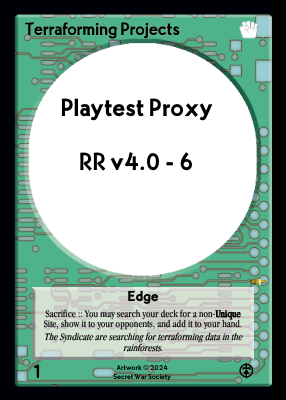 Terraforming Projects
Playtest Proxy
RR v4.0 - 6
Edge
Sacrifice :: You may search your deck for a non-Unique
Site, show it to your opponents, and add it to your hand.
The Syndicate are searching for terraforming data in the
rainforests.
1
Artwork © 2024
Secret War Society